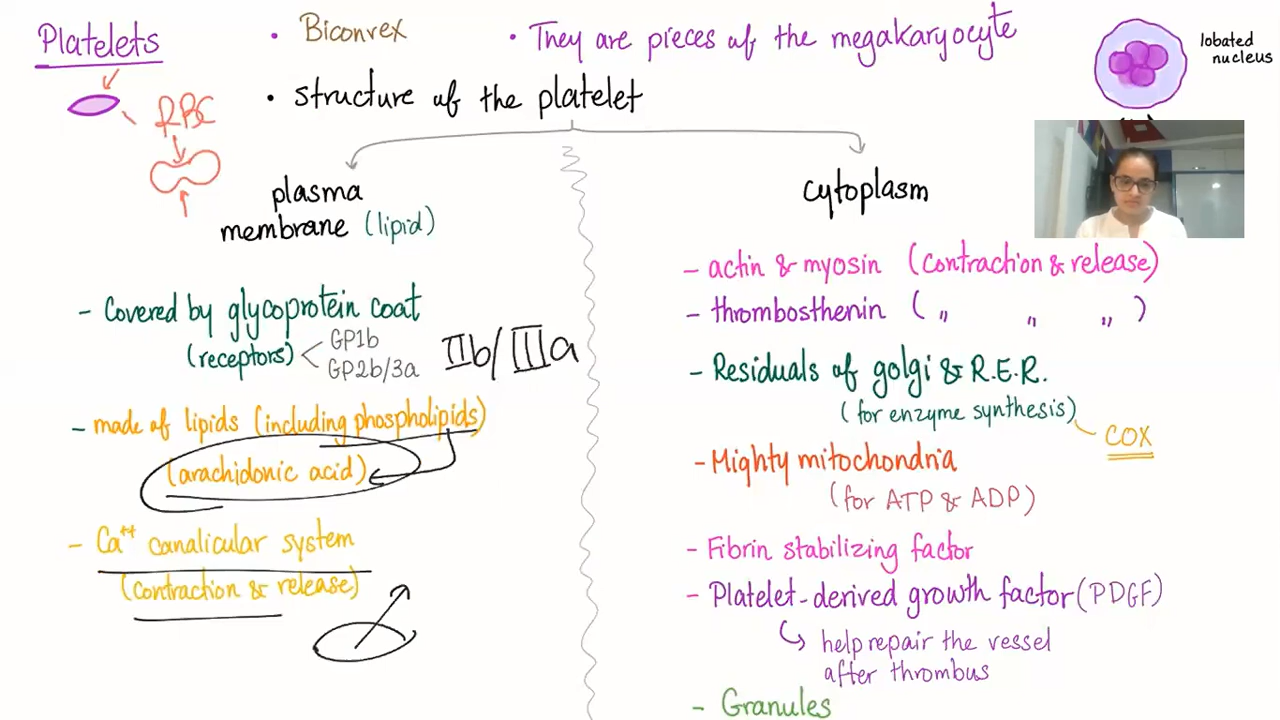 Platelets
• Biconvex
• They are pieces of the megakaryocyte
lobated
nucleus
RBC
• structure of the platelet
plasma
membrane (lipid)
- Covered by glycoprotein coat
(receptors)
GP1b
GP2b/3a
IIb/IIIa
- made of lipids (including phospholipids)
(arachidonic acid)
- Ca++ canalicular system
(contraction & release)
cytoplasm
- actin & myosin (contraction & release)
- thrombosthenin ( " " " )
- Residuals of golgi & R.E.R.
(for enzyme synthesis)
COX
- Mighty mitochondria
(for ATP & ADP)
- Fibrin stabilizing factor
- Platelet-derived growth factor (PDGF)
help repair the vessel
after thrombus
- Granules